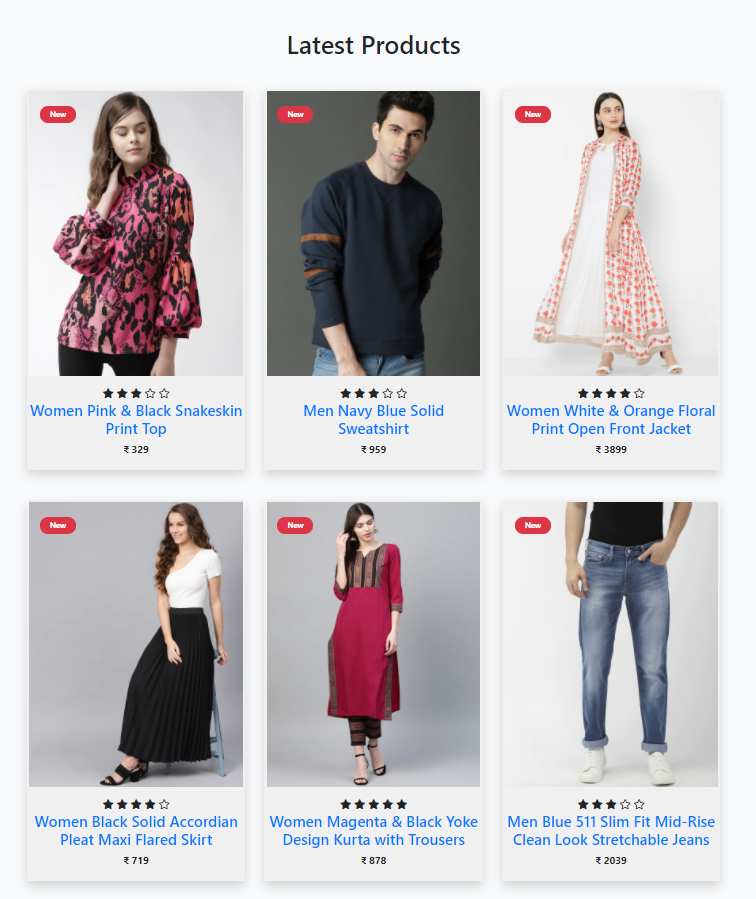 Latest Products
New
New
New
Women Pink & Black Snakeskin
Print Top
₹ 329
Men Navy Blue Solid
Sweatshirt
₹ 959
Women White & Orange Floral
Print Open Front Jacket
₹ 3899
New
New
New
Women Black Solid Accordian
Pleat Maxi Flared Skirt
₹ 719
Women Magenta & Black Yoke
Design Kurta with Trousers
₹ 878
Men Blue 511 Slim Fit Mid-Rise
Clean Look Stretchable Jeans
₹ 2039